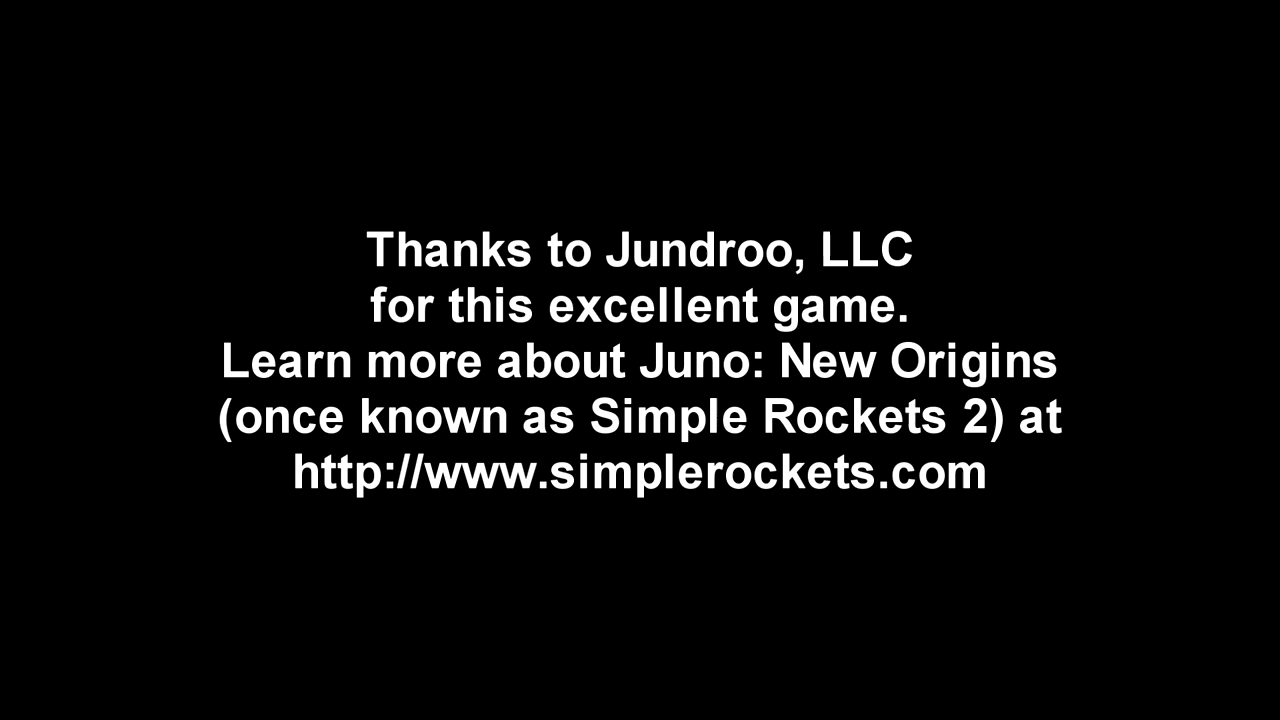 Thanks to Jundroo, LLC
for this excellent game.
Learn more about Juno: New Origins
(once known as Simple Rockets 2) at
http://www.simplerockets.com